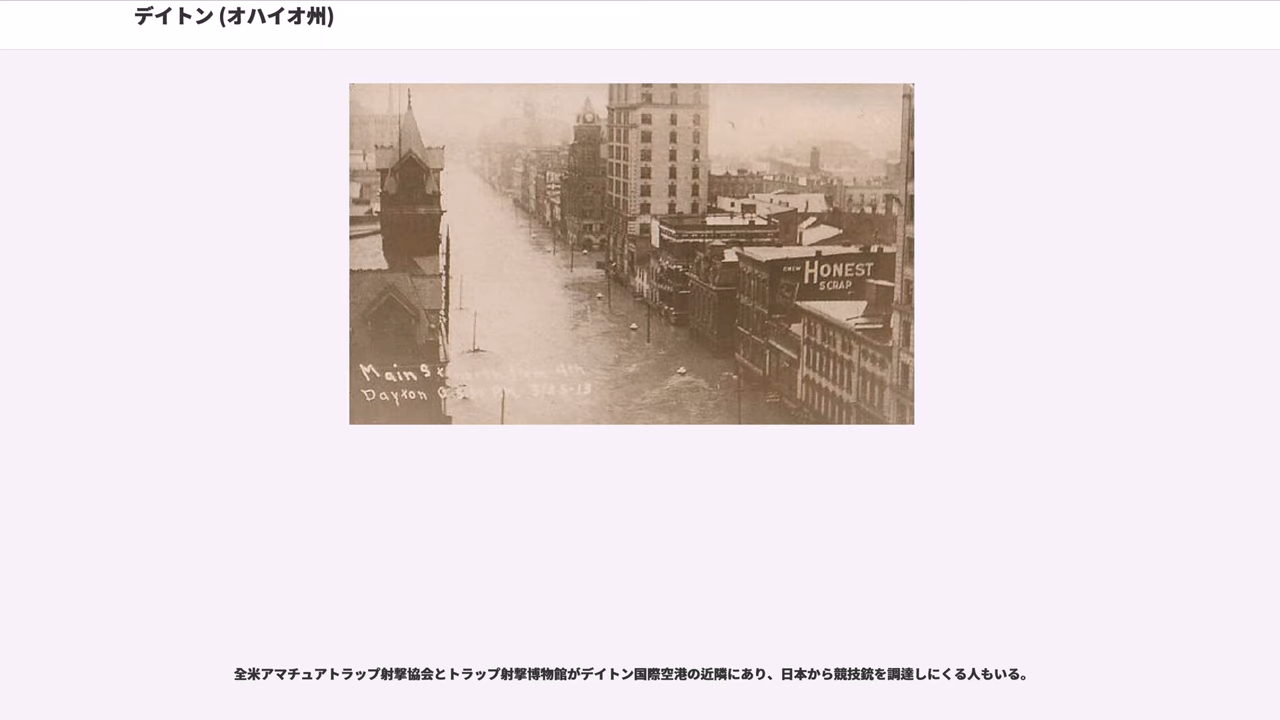 デイトン (オハイオ州)
CHEW HONEST
SCRAP
Main St
Dayton
全米アマチュアトラップ射撃協会とトラップ射撃博物館がデイトン国際空港の近隣にあり、日本から競技銃を調達しにくる人もいる。